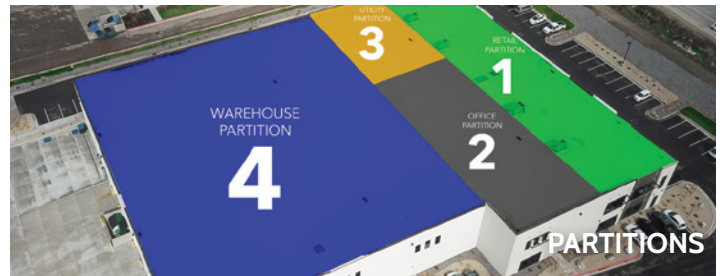 UTILITY
PARTITION
3
RETAIL
PARTITION
1
WAREHOUSE
PARTITION
4
OFFICE
PARTITION
2
PARTITIONS